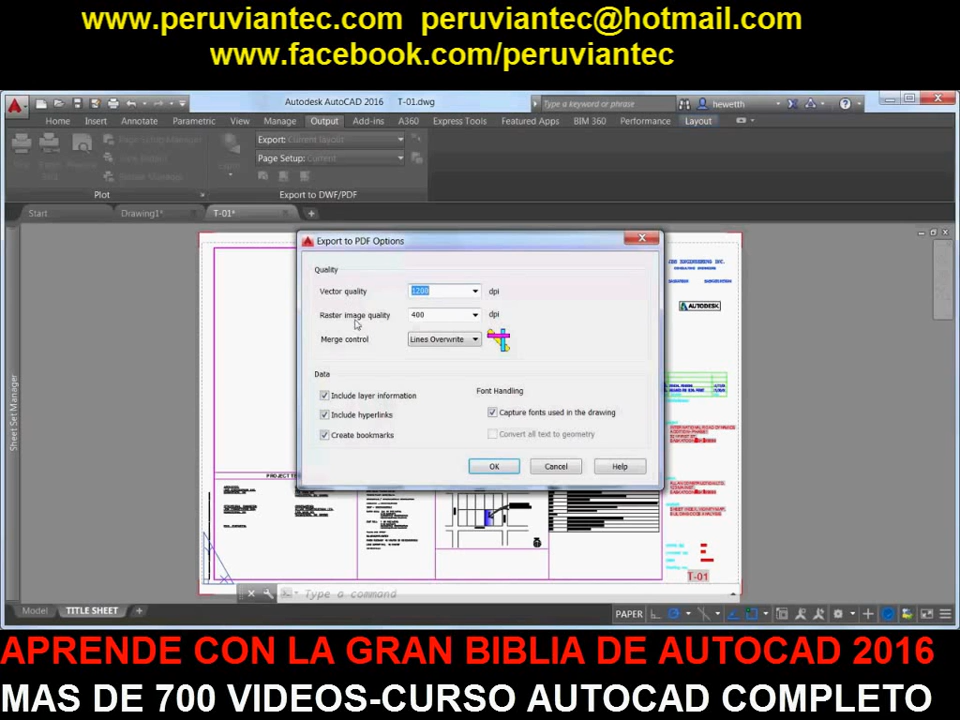 www.peruviantec.com peruviantec@hotmail.com
www.facebook.com/peruviantec
Autodesk AutoCAD 2016 T-01.dwg
Type a keyword or phrase
hewetth
Home Insert Annotate Parametric View Manage Output Add-ins A360 Express Tools Featured Apps BIM 360 Performance Layout
Export: Current Layout
Page Setup: Current
Page Setup Manager
Plot
Export to DWF/PDF
Start Drawing1* T-01*
Export to PDF Options
Quality
Vector quality 1200 dpi
Raster image quality 400 dpi
Merge control Lines Overwrite
Data
Include layer information
Include hyperlinks
Create bookmarks
Font Handling
Capture fonts used in the drawing
Convert all text to geometry
OK Cancel Help
Sheet Set Manager
AUTODESK
T-01
Type a command
Model TITLE SHEET
PAPER
APRENDE CON LA GRAN BIBLIA DE AUTOCAD 2016
MAS DE 700 VIDEOS-CURSO AUTOCAD COMPLETO